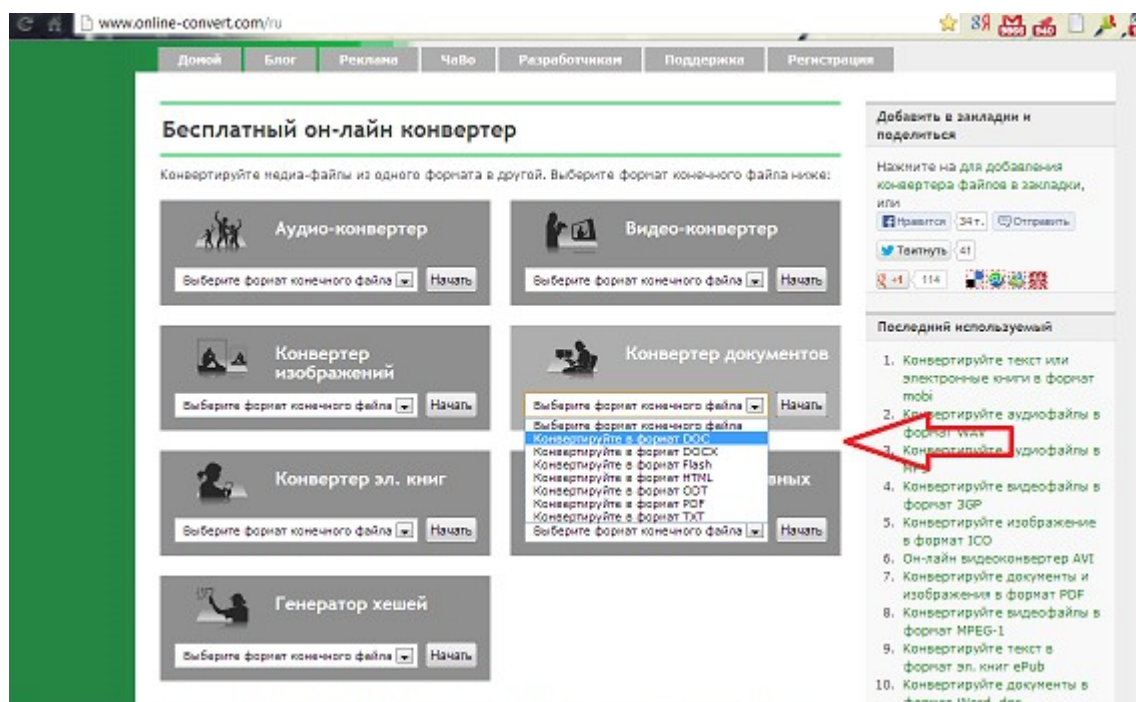 www.online-convert.com/ru
Домой Блог Реклама ЧаВо Разработчикам Поддержка Регистрация
Бесплатный он-лайн конвертер
Конвертируйте медиа-файлы из одного формата в другой. Выберите формат конечного файла ниже:
Аудио-конвертер
Выберите формат конечного файла Начать
Видео-конвертер
Выберите формат конечного файла Начать
Конвертер
изображений
Выберите формат конечного файла Начать
Конвертер документов
Выберите формат конечного файла Начать
Выберите формат конечного файла
Конвертируйте в формат DOC
Конвертируйте в формат DOCX
Конвертируйте в формат Flash
Конвертируйте в формат HTML
Конвертируйте в формат ODT
Конвертируйте в формат PDF
Конвертируйте в формат TXT
Конвертер эл. книг
Выберите формат конечного файла Начать
вных
Выберите формат конечного файла Начать
Генератор хешей
Выберите формат конечного файла Начать
Добавить в закладки и
поделиться
Нажмите на для добавления
конвертера файлов в закладки,
или
Нравится 34 т. Отправить
Твитнуть 41
+1 114
Последний используемый
1. Конвертируйте текст или
электронные книги в формат
mobi
2. Конвертируйте аудиофайлы в
формат WAV
3. Конвертируйте аудиофайлы в
MP3
4. Конвертируйте видеофайлы в
формат 3GP
5. Конвертируйте изображение
в формат ICO
6. Он-лайн видеоконвертер AVI
7. Конвертируйте документы и
изображения в формат PDF
8. Конвертируйте видеофайлы в
формат MPEG-1
9. Конвертируйте текст в
формат эл. книг ePub
10. Конвертируйте документы в